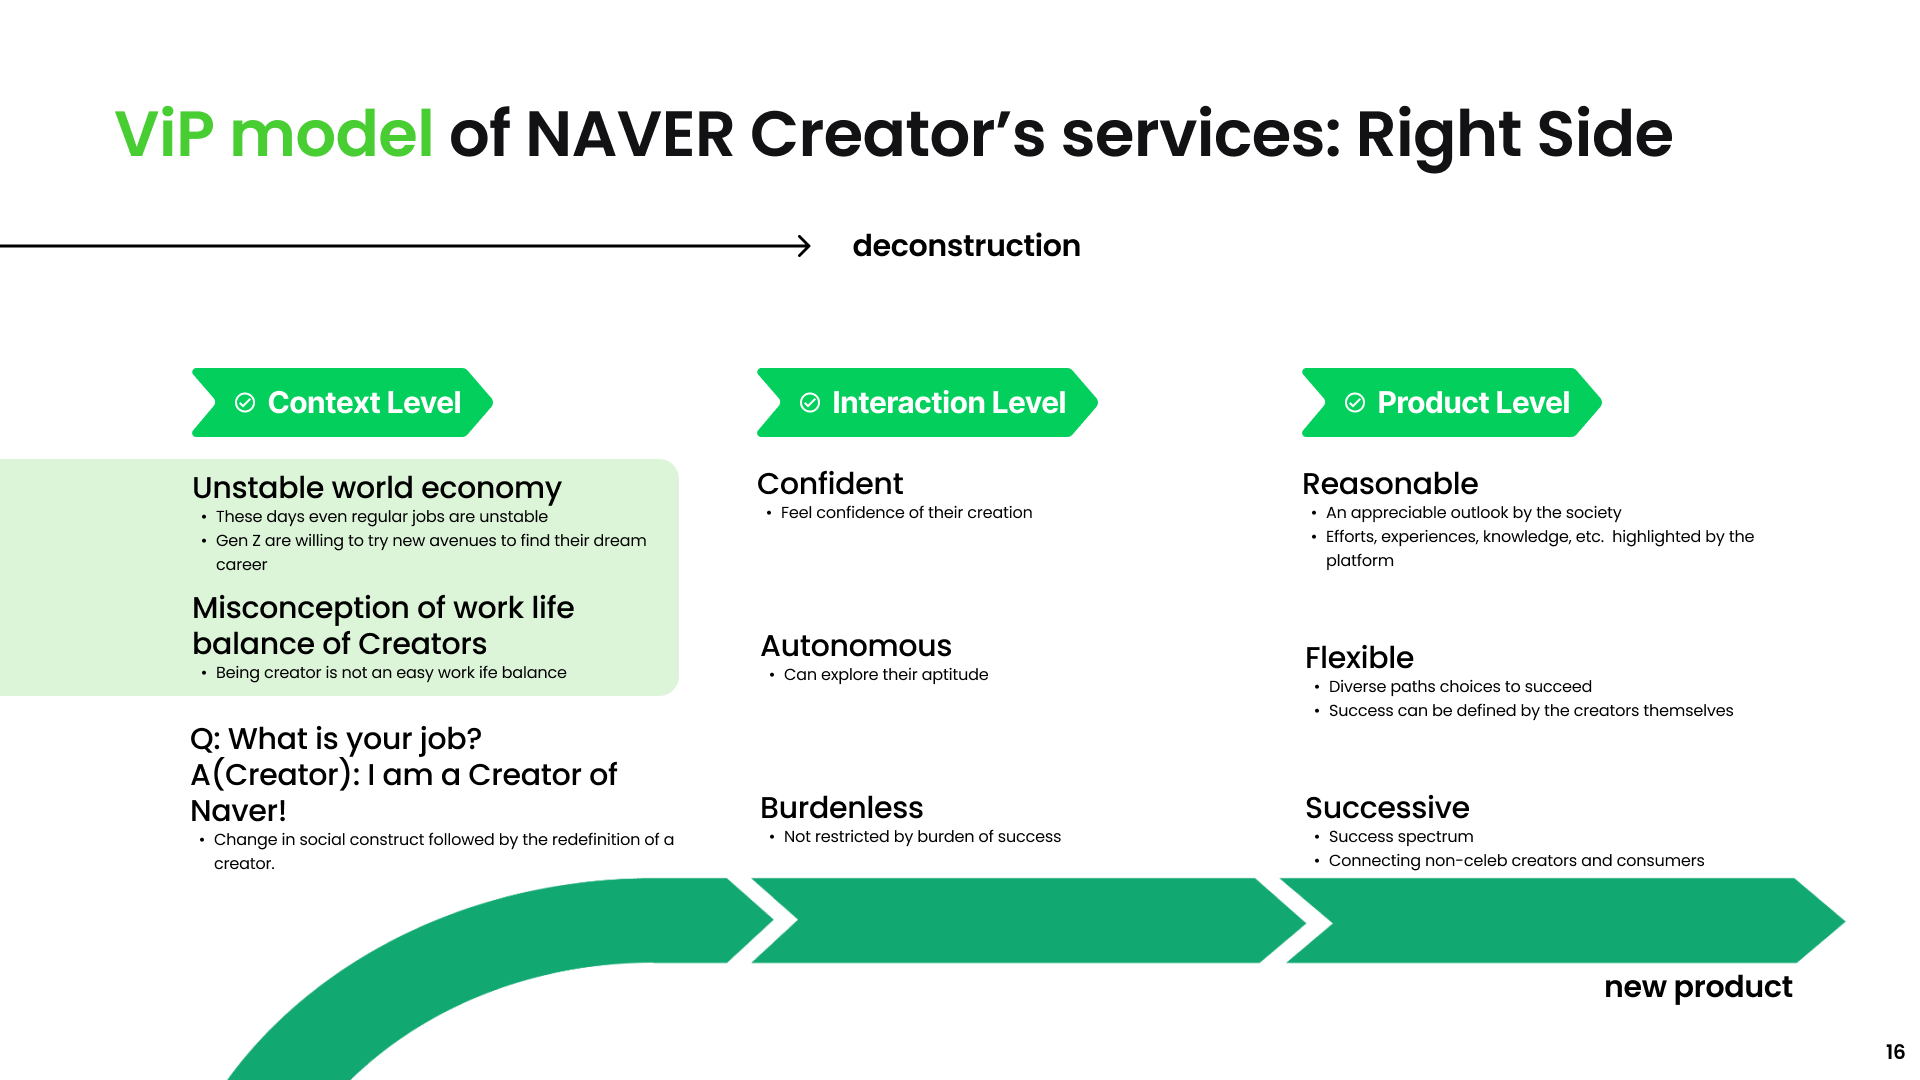 ViP model of NAVER Creator’s services: Right Side
deconstruction
Context Level
Unstable world economy
• These days even regular jobs are unstable
• Gen Z are willing to try new avenues to find their dream
career
Misconception of work life
balance of Creators
• Being creator is not an easy work ife balance
Q: What is your job?
A(Creator): I am a Creator of
Naver!
• Change in social construct followed by the redefinition of a
creator.
Interaction Level
Confident
• Feel confidence of their creation
Autonomous
• Can explore their aptitude
Burdenless
• Not restricted by burden of success
Product Level
Reasonable
• An appreciable outlook by the society
• Efforts, experiences, knowledge, etc.  highlighted by the
platform
Flexible
• Diverse paths choices to succeed
• Success can be defined by the creators themselves
Successive
• Success spectrum
• Connecting non-celeb creators and consumers
new product
16